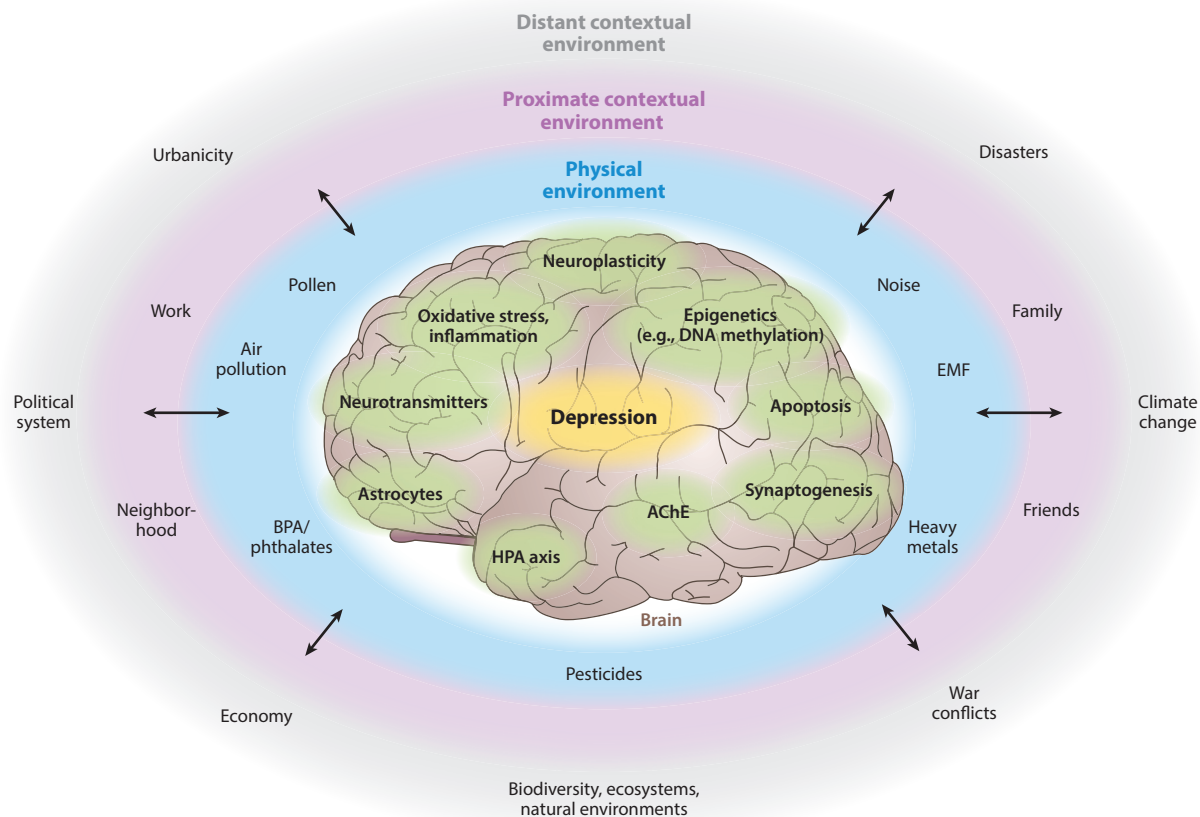 Distant contextual
environment
Proximate contextual
environment
Physical
environment
Urbanicity
Disasters
Pollen
Noise
Work
Family
Air
pollution
EMF
Political
system
Climate
change
Neighbor-
hood
Friends
BPA/
phthalates
Heavy
metals
Pesticides
Economy
War
conflicts
Biodiversity, ecosystems,
natural environments
Neuroplasticity
Oxidative stress,
inflammation
Epigenetics
(e.g., DNA methylation)
Neurotransmitters
Depression
Apoptosis
Astrocytes
AChE
Synaptogenesis
HPA axis
Brain